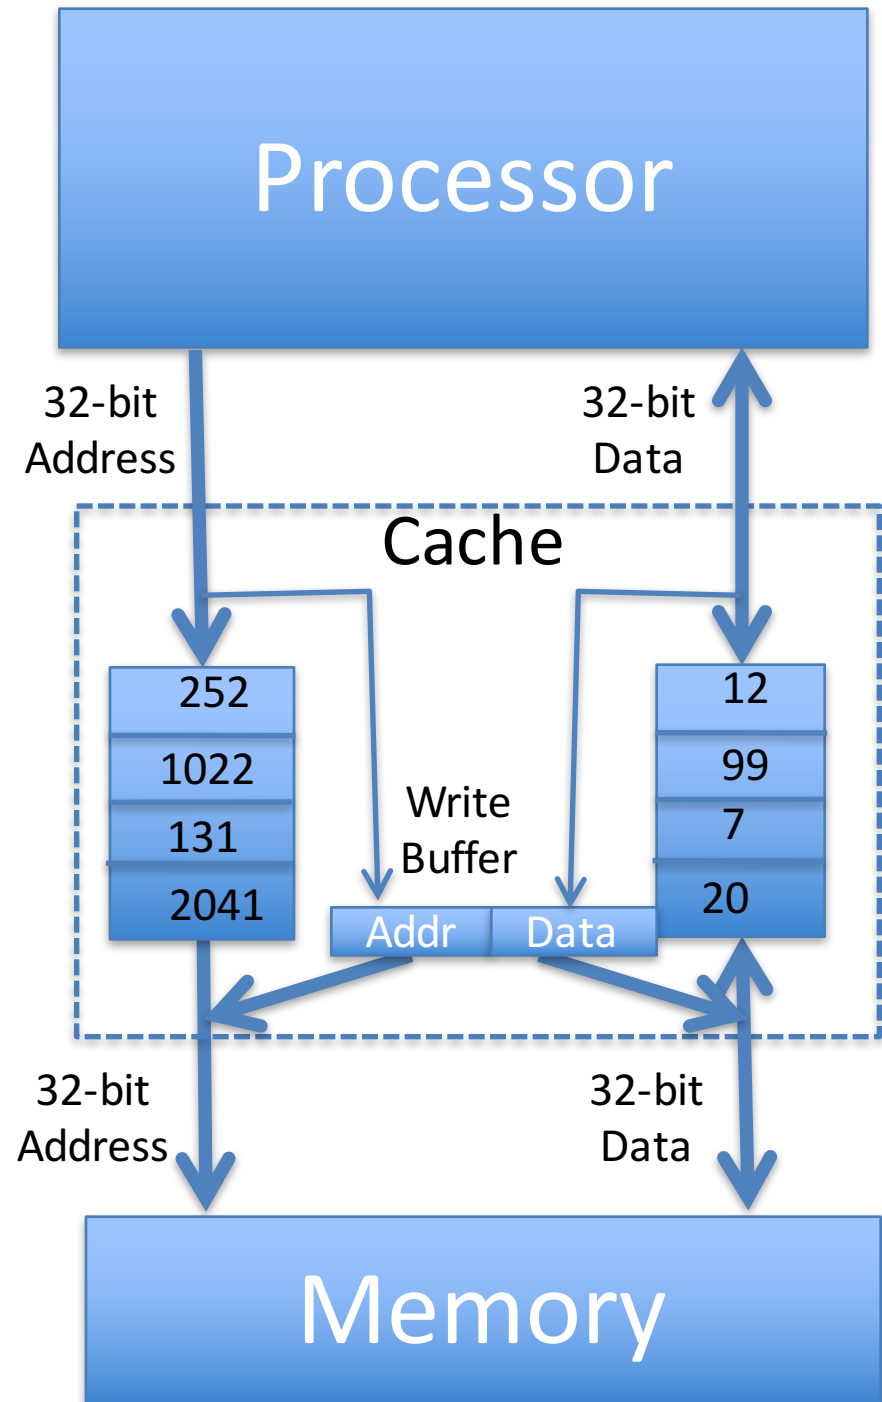 Processor
32-bit
Address
32-bit
Data
Cache
252
1022
131
2041
12
99
7
20
Write
Buffer
Addr
Data
32-bit
Address
32-bit
Data
Memory